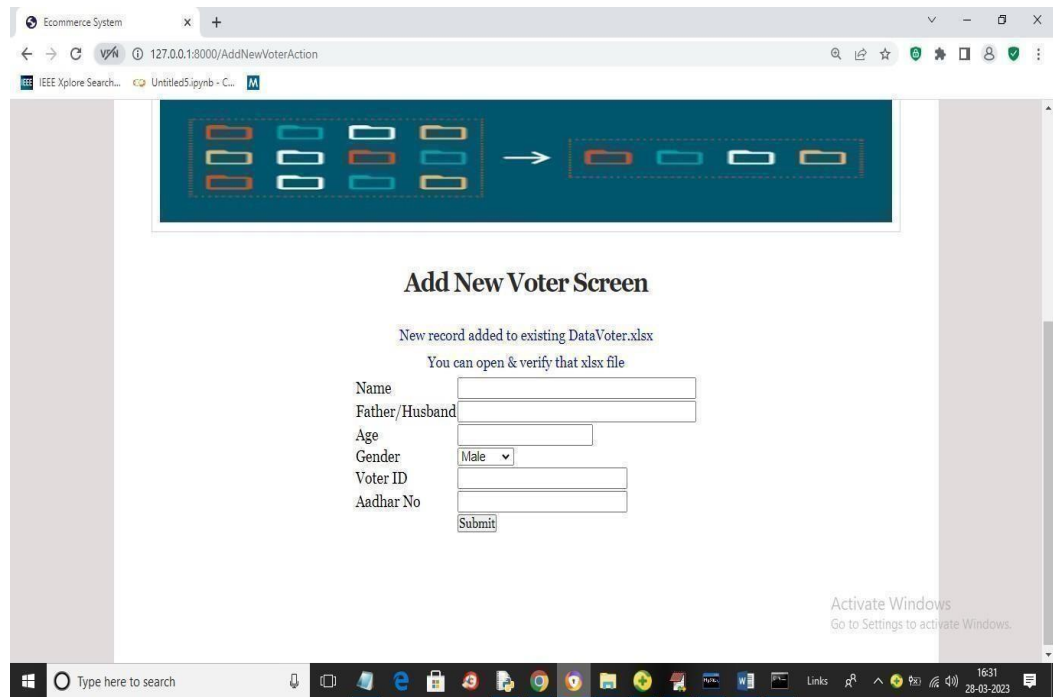 Ecommerce System
127.0.0.1:8000/AddNewVoterAction
IEEE Xplore Search...
Untitled5.ipynb - C...
M
Add New Voter Screen
New record added to existing DataVoter.xlsx
You can open & verify that xlsx file
Name
Father/Husband
Age
Gender Male
Voter ID
Aadhar No
Submit
Activate Windows
Go to Settings to activate Windows.
Type here to search
Links
16:31
28-03-2023